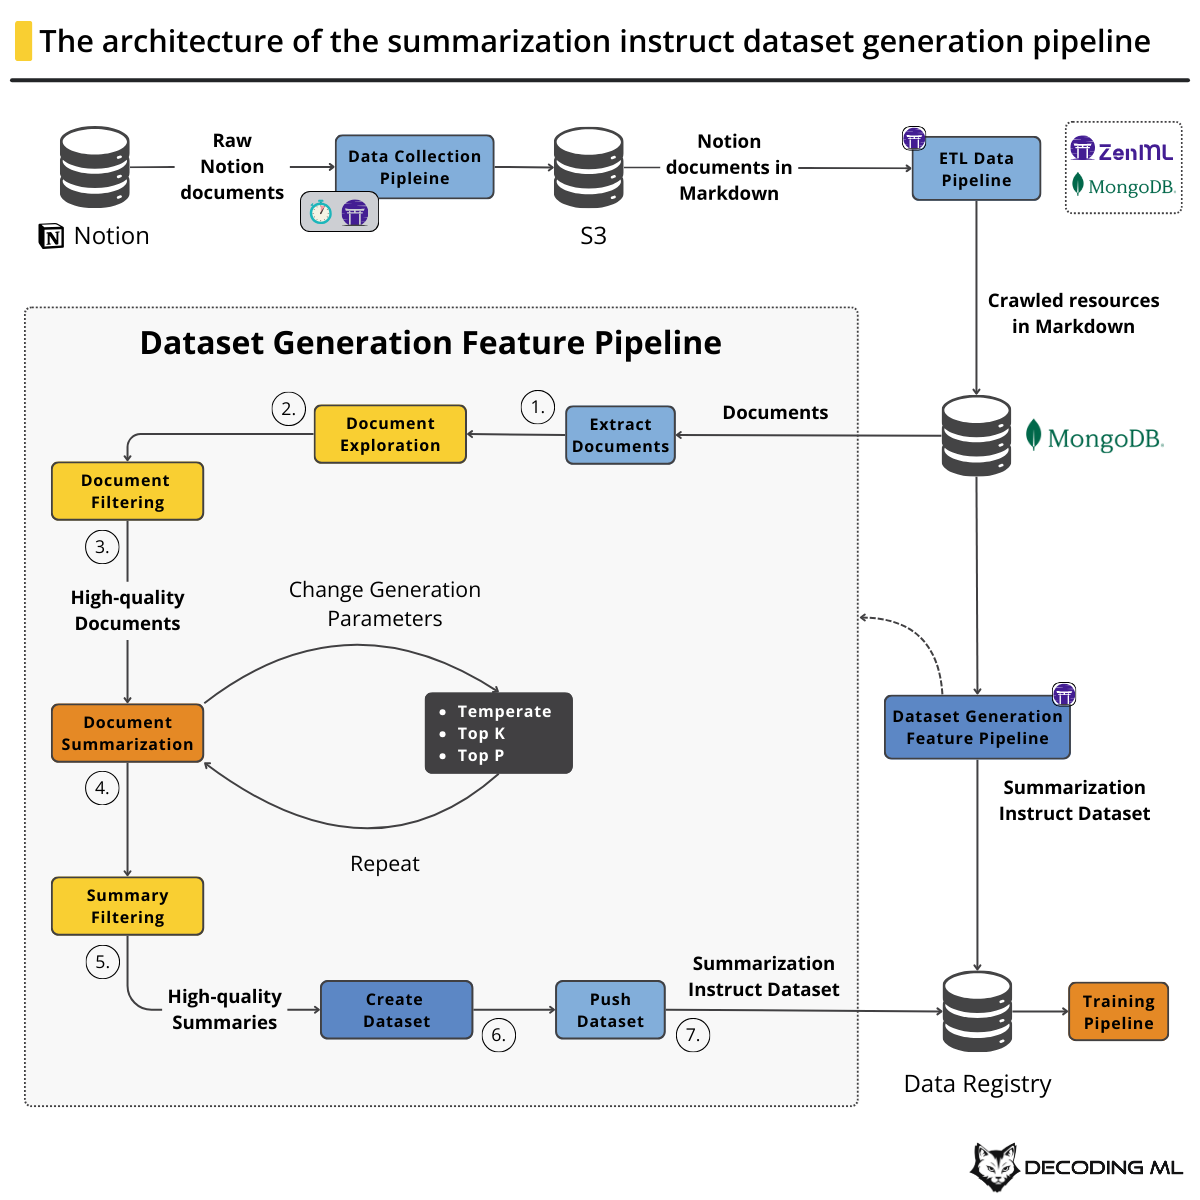 The architecture of the summarization instruct dataset generation pipeline
Raw
Notion
documents
Data Collection
Pipleine
Notion
documents in
Markdown
ETL Data
Pipeline
ZenML
MongoDB.
N
Notion
S3
Crawled resources
in Markdown
Dataset Generation Feature Pipeline
2.
Document
Exploration
1.
Extract
Documents
Documents
MongoDB.
Document
Filtering
3.
High-quality
Documents
Change Generation
Parameters
Document
Summarization
• Temperate
• Top K
• Top P
Dataset Generation
Feature Pipeline
4.
Repeat
Summarization
Instruct Dataset
Summary
Filtering
5.
High-quality
Summaries
Create
Dataset
6.
Push
Dataset
7.
Summarization
Instruct Dataset
Training
Pipeline
Data Registry
DECODING ML